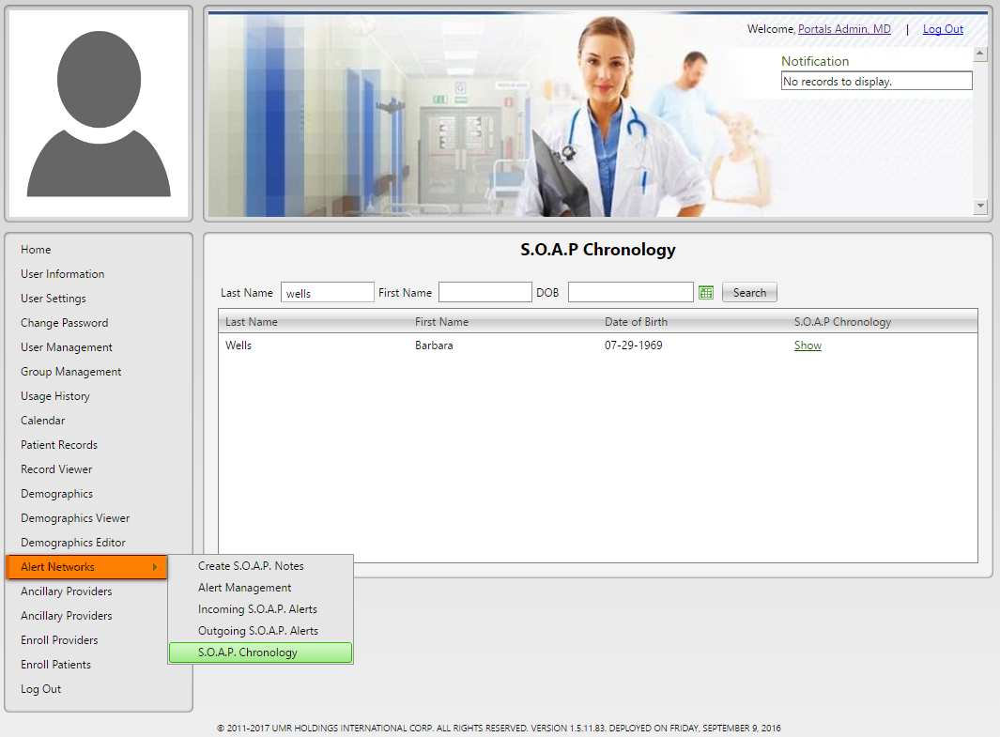 Welcome, Portals Admin, MD | Log Out
Notification
No records to display.
Home
User Information
User Settings
Change Password
User Management
Group Management
Usage History
Calendar
Patient Records
Record Viewer
Demographics
Demographics Viewer
Demographics Editor
Alert Networks
Ancillary Providers
Ancillary Providers
Enroll Providers
Enroll Patients
Log Out
Create S.O.A.P. Notes
Alert Management
Incoming S.O.A.P. Alerts
Outgoing S.O.A.P. Alerts
S.O.A.P. Chronology
S.O.A.P Chronology
Last Name wells First Name DOB Search
Last Name First Name Date of Birth S.O.A.P Chronology
Wells Barbara 07-29-1969 Show
© 2011-2017 UMR HOLDINGS INTERNATIONAL CORP. ALL RIGHTS RESERVED. VERSION 1.5.11.83. DEPLOYED ON FRIDAY, SEPTEMBER 9, 2016